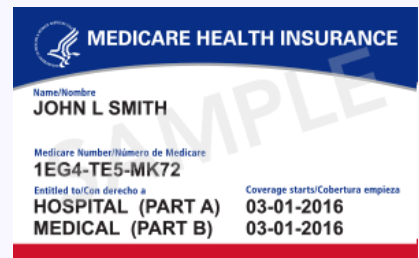 MEDICARE HEALTH INSURANCE
Name/Nombre
JOHN L SMITH
Medicare Number/Número de Medicare
1EG4-TE5-MK72
Entitled to/Con derecho a Coverage starts/Cobertura empieza
HOSPITAL (PART A) 03-01-2016
MEDICAL (PART B) 03-01-2016
SAMPLE